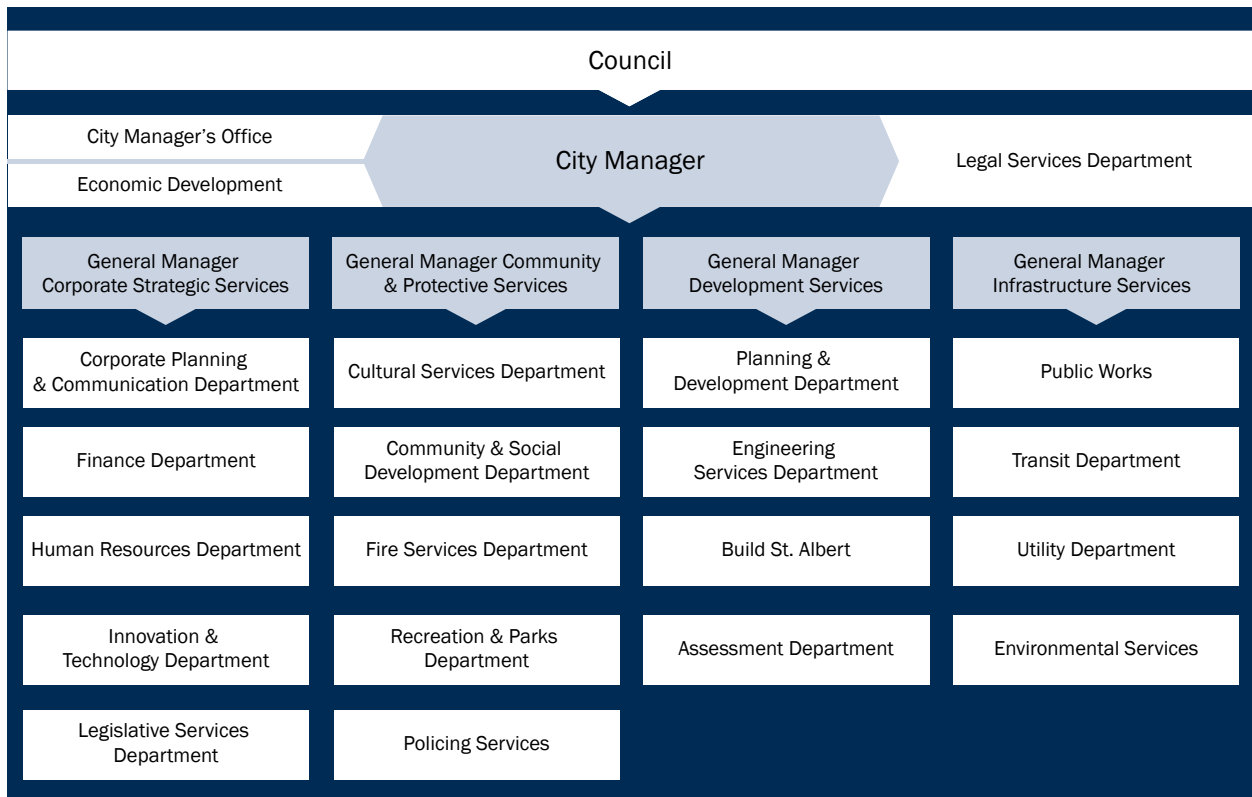 Council
City Manager’s Office
Economic Development
City Manager
Legal Services Department
General Manager
Corporate Strategic Services
General Manager Community
& Protective Services
General Manager
Development Services
General Manager
Infrastructure Services
Corporate Planning
& Communication Department
Cultural Services Department
Planning &
Development Department
Public Works
Finance Department
Community & Social
Development Department
Engineering
Services Department
Transit Department
Human Resources Department
Fire Services Department
Build St. Albert
Utility Department
Innovation &
Technology Department
Recreation & Parks
Department
Assessment Department
Environmental Services
Legislative Services
Department
Policing Services